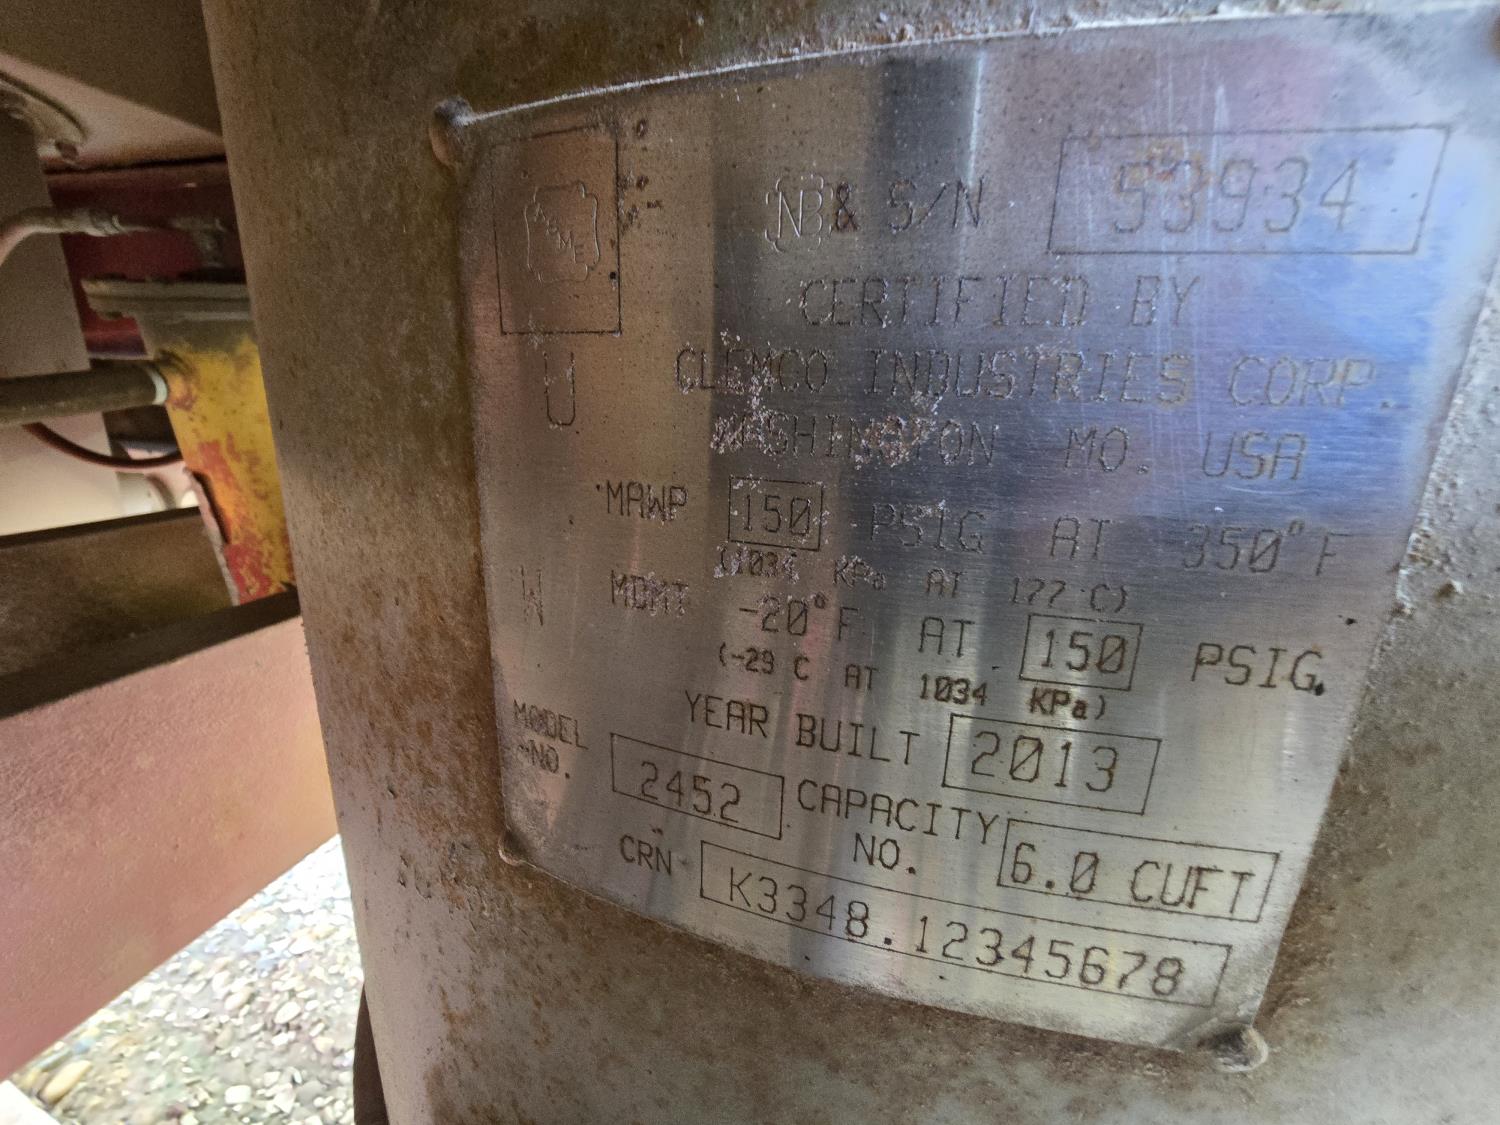 ASME
NB & S/N 53934
CERTIFIED BY
U
CLEMCO INDUSTRIES CORP.
WASHINGTON MO. USA
MAWP 150 PSIG AT 350°F
(1034 KPa AT 177 C)
W
MDMT -20°F AT 150 PSIG.
(-29 C AT 1034 KPa)
YEAR BUILT 2013
MODEL NO. 2452 CAPACITY NO. 6.0 CUFT
CRN K3348.12345678